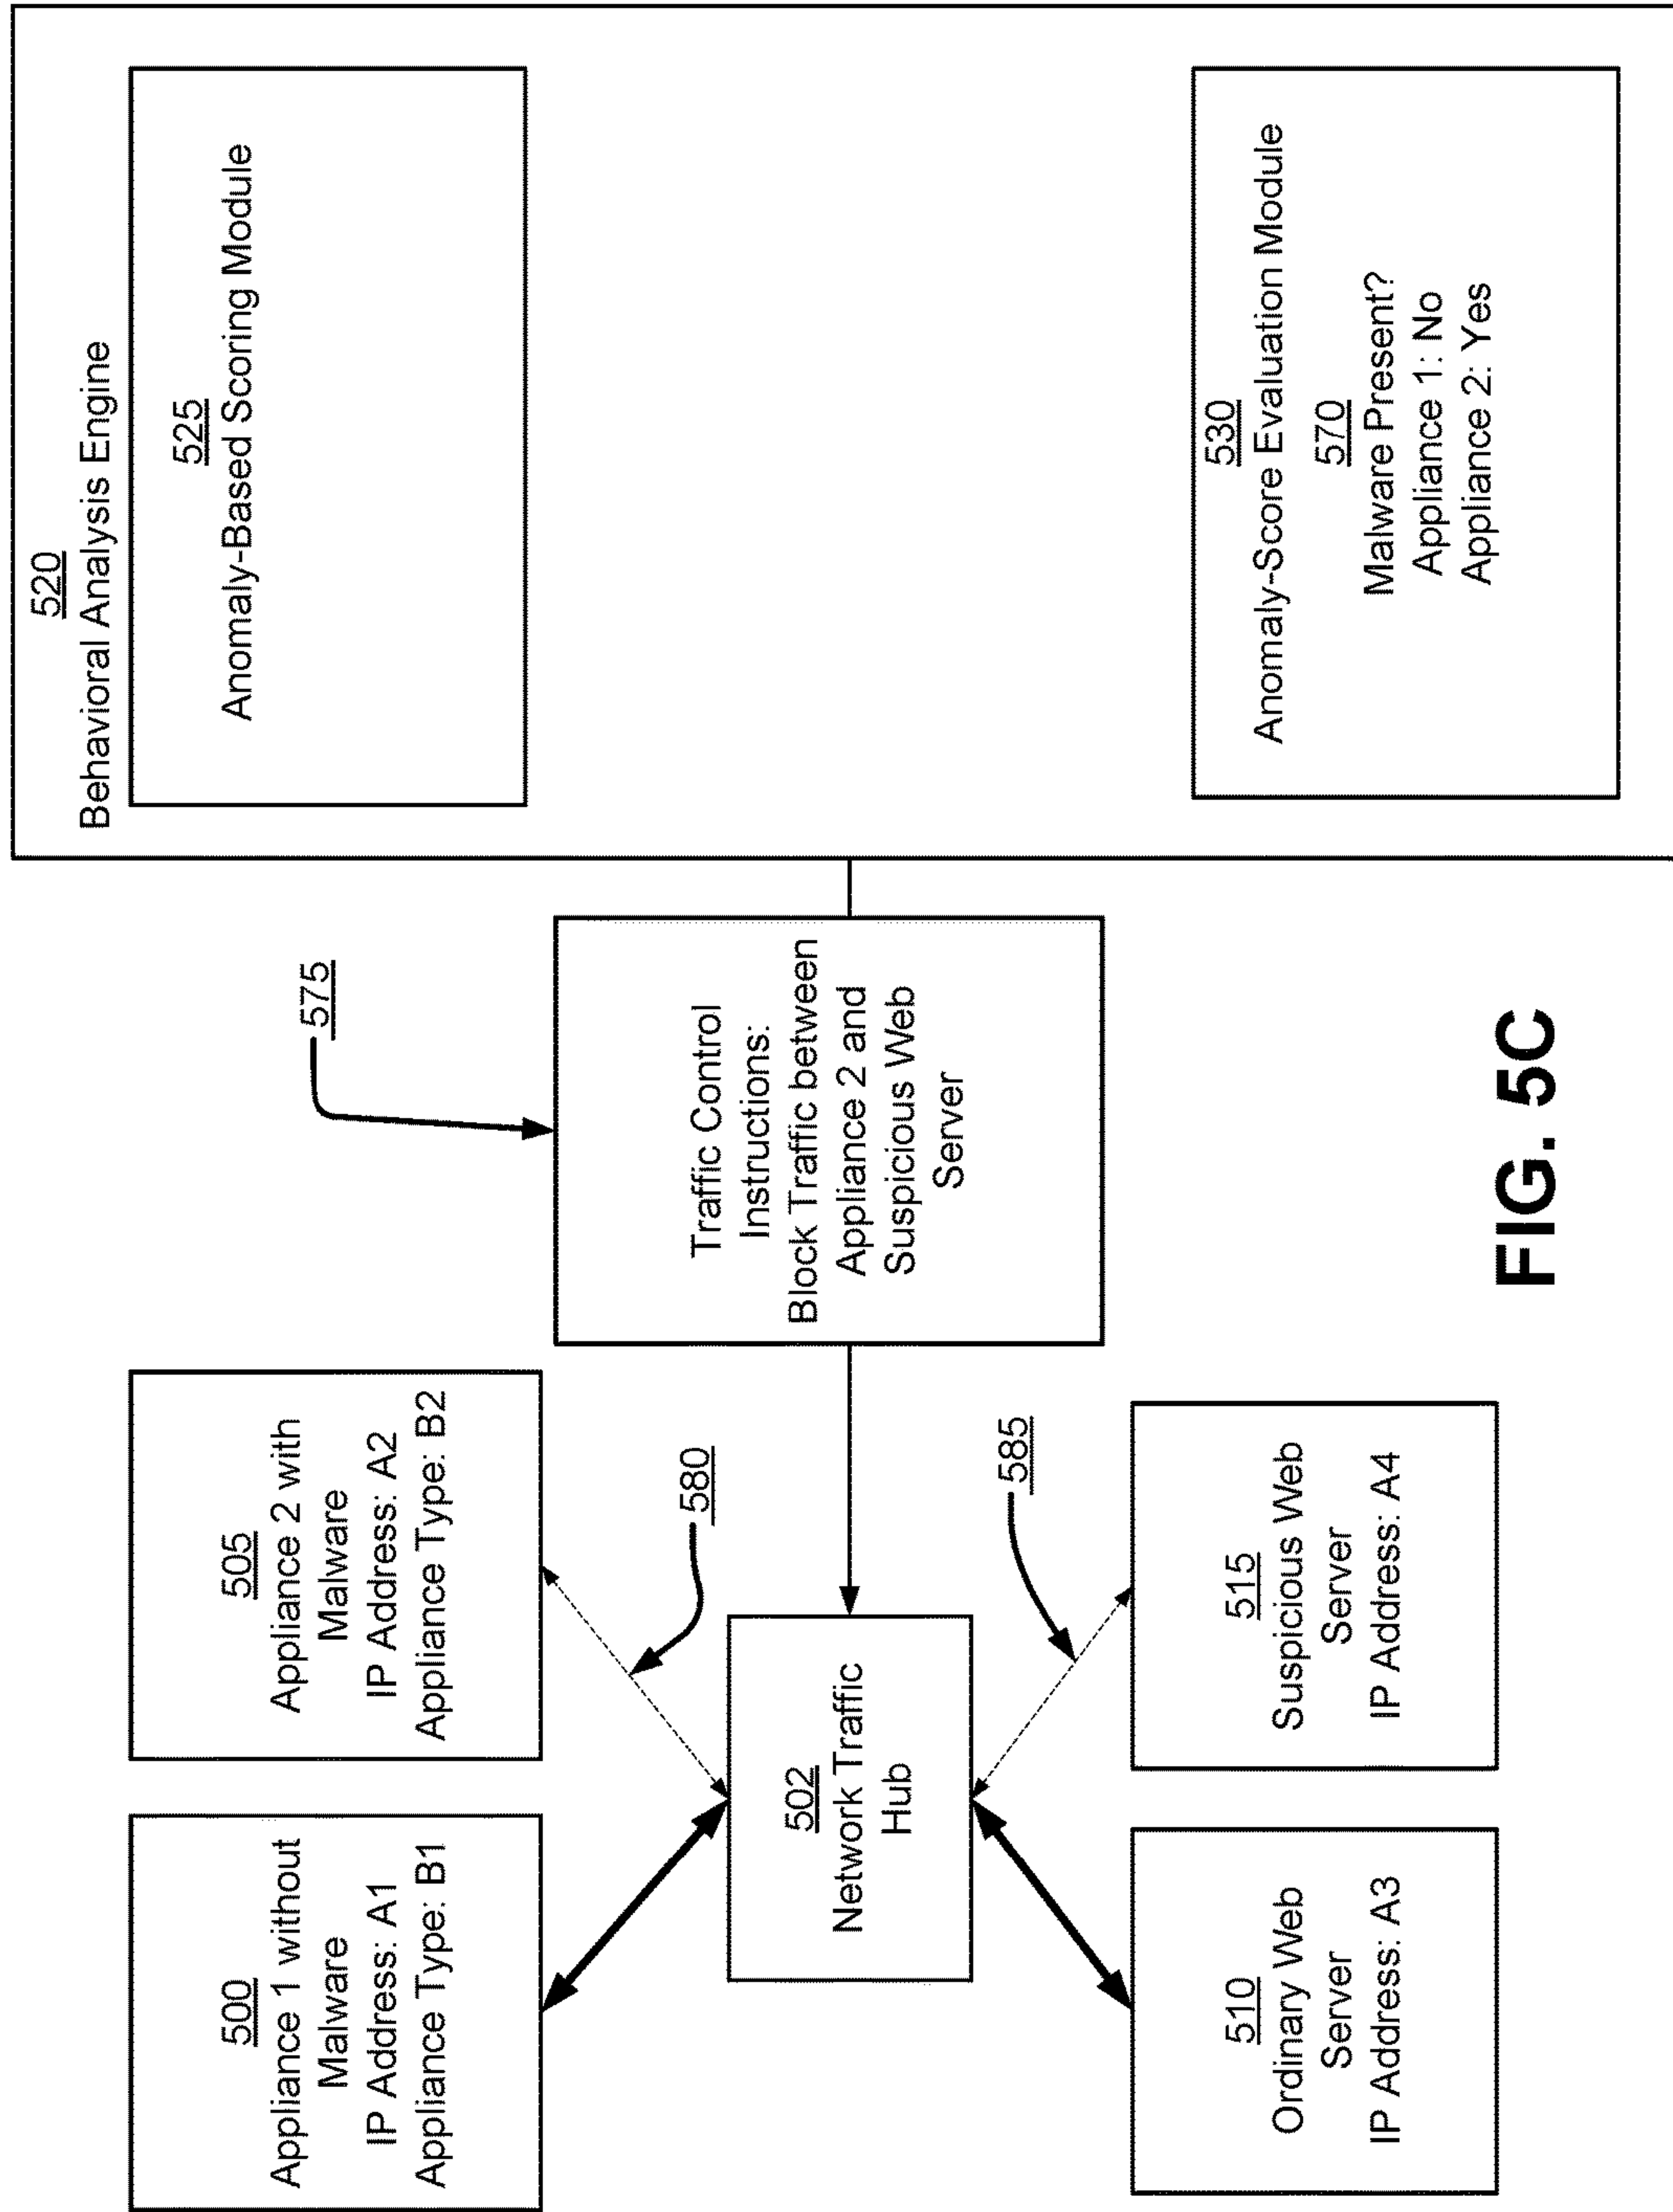 500
Appliance 1 without
Malware
IP Address: A1
Appliance Type: B1
505
Appliance 2 with
Malware
IP Address: A2
Appliance Type: B2
580
502
Network Traffic
Hub
585
510
Ordinary Web
Server
IP Address: A3
515
Suspicious Web
Server
IP Address: A4
575
Traffic Control
Instructions:
Block Traffic between
Appliance 2 and
Suspicious Web
Server
520
Behavioral Analysis Engine
525
Anomaly-Based Scoring Module
530
Anomaly-Score Evaluation Module
570
Malware Present?
Appliance 1: No
Appliance 2: Yes
FIG. 5C